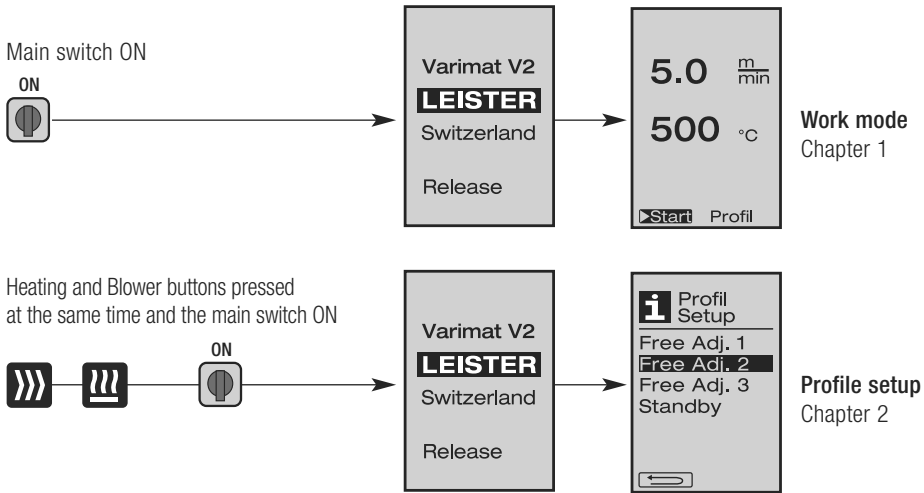 Main switch ON
ON
Varimat V2
LEISTER
Switzerland
Release
5.0 m/min
500 °C
Start Profil
Work mode
Chapter 1
Heating and Blower buttons pressed
at the same time and the main switch ON
ON
Varimat V2
LEISTER
Switzerland
Release
i Profil
Setup
Free Adj. 1
Free Adj. 2
Free Adj. 3
Standby
Profile setup
Chapter 2